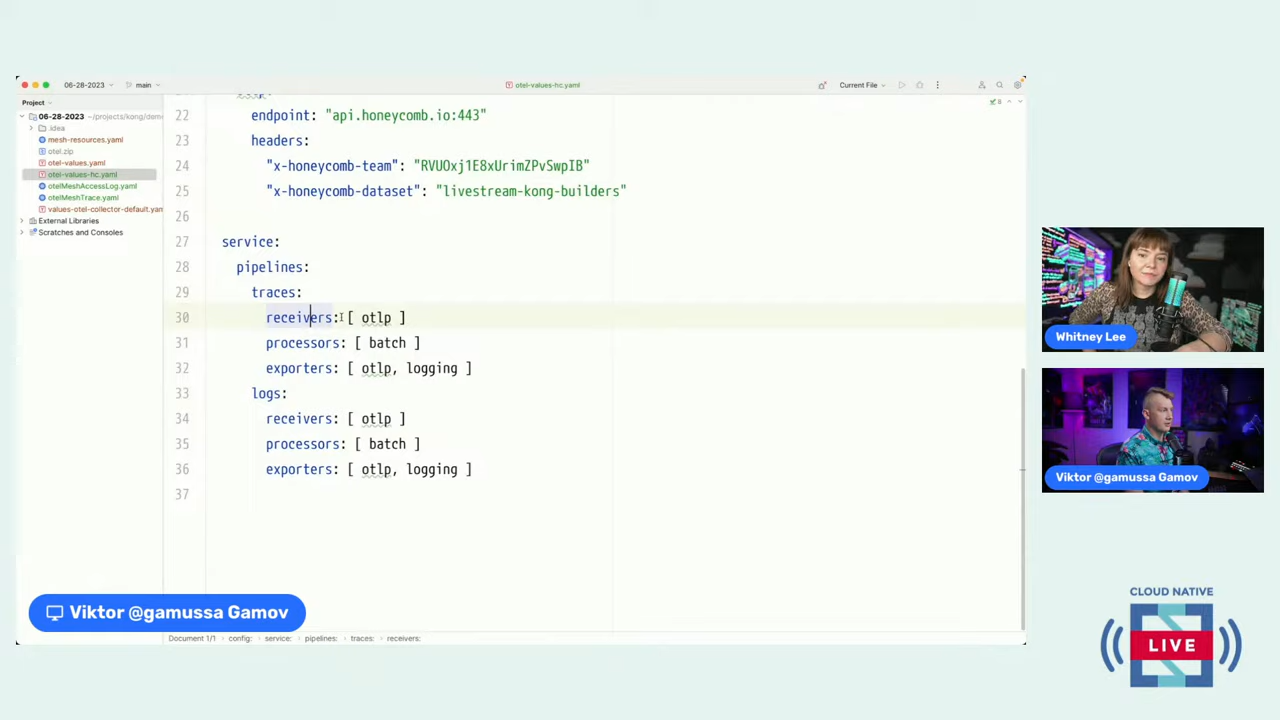 06-28-2023
main
otel-values-hc.yaml
Current File
Project
06-28-2023 ~/projects/kong/dem
.idea
mesh-resources.yaml
otel.zip
otel-values.yaml
otel-values-hc.yaml
otelMeshAccessLog.yaml
otelMeshTrace.yaml
values-otel-collector-default.yam
External Libraries
Scratches and Consoles
8
22 endpoint: "api.honeycomb.io:443"
23 headers:
24 "x-honeycomb-team": "RVUOxj1E8xUrimZPvSwpIB"
25 "x-honeycomb-dataset": "livestream-kong-builders"
26
27 service:
28 pipelines:
29 traces:
30 receivers: [ otlp ]
31 processors: [ batch ]
32 exporters: [ otlp, logging ]
33 logs:
34 receivers: [ otlp ]
35 processors: [ batch ]
36 exporters: [ otlp, logging ]
37
Document 1/1 config: service: pipelines: traces: receivers:
Viktor @gamussa Gamov
Whitney Lee
Viktor @gamussa Gamov
CLOUD NATIVE
LIVE